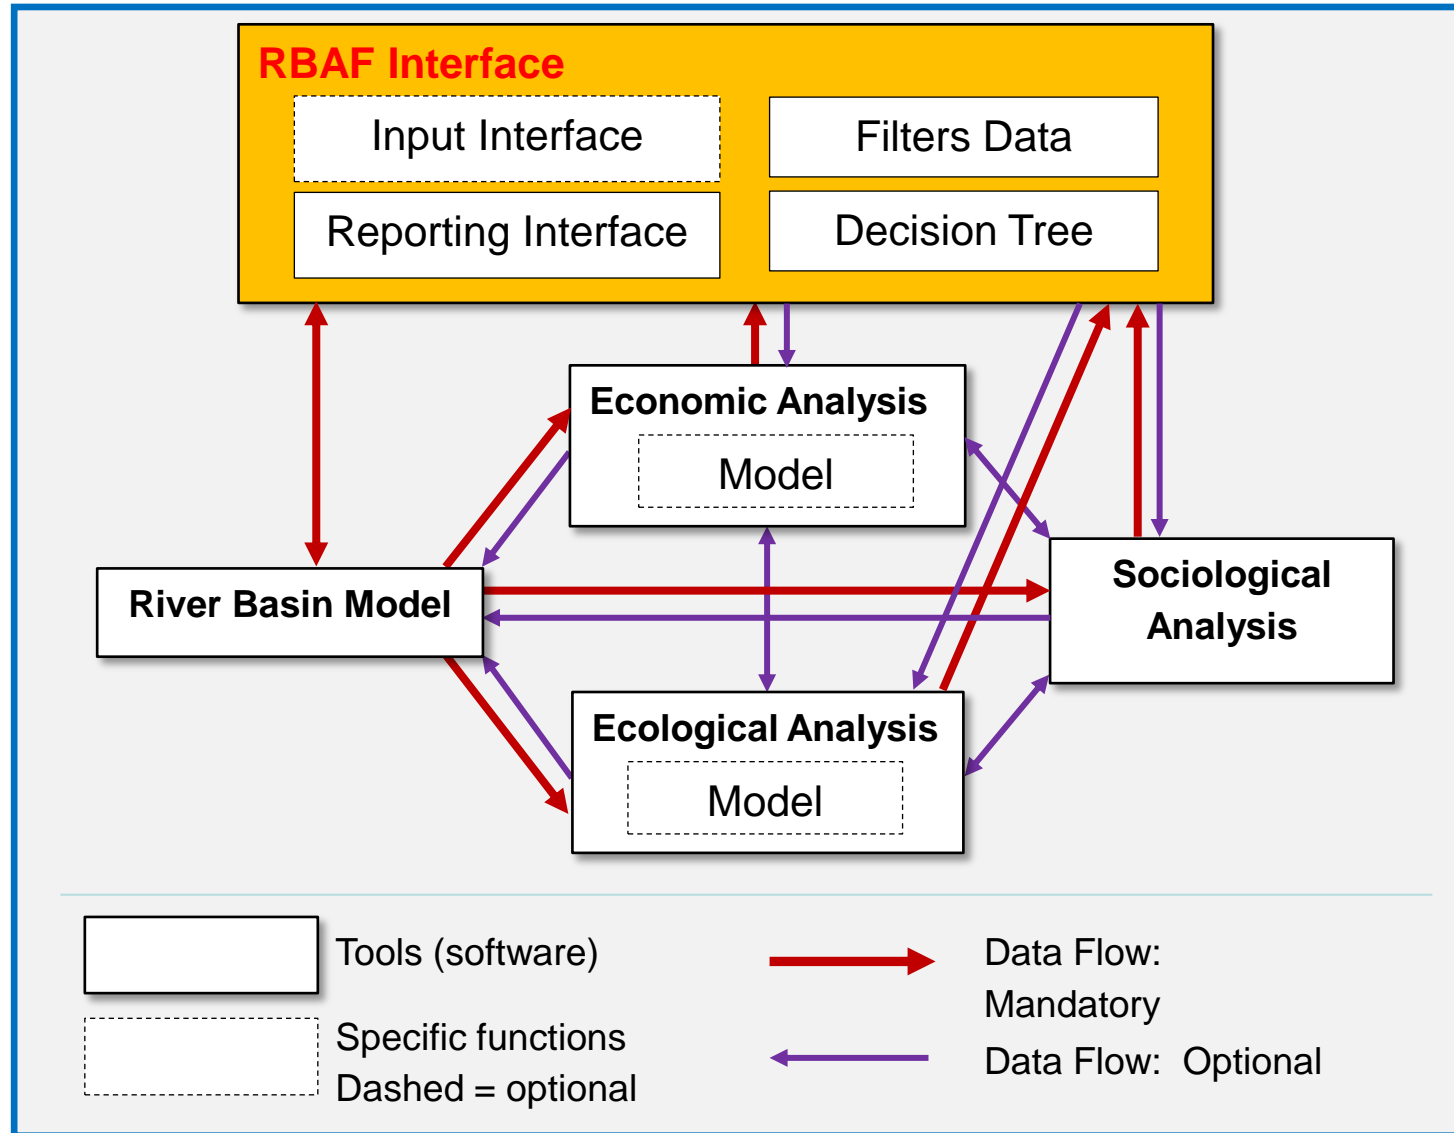 RBAF Interface
Input Interface
Filters Data
Reporting Interface
Decision Tree
Economic Analysis
Model
River Basin Model
Sociological
Analysis
Ecological Analysis
Model
Tools (software)
Specific functions
Dashed = optional
Data Flow:
Mandatory
Data Flow: Optional